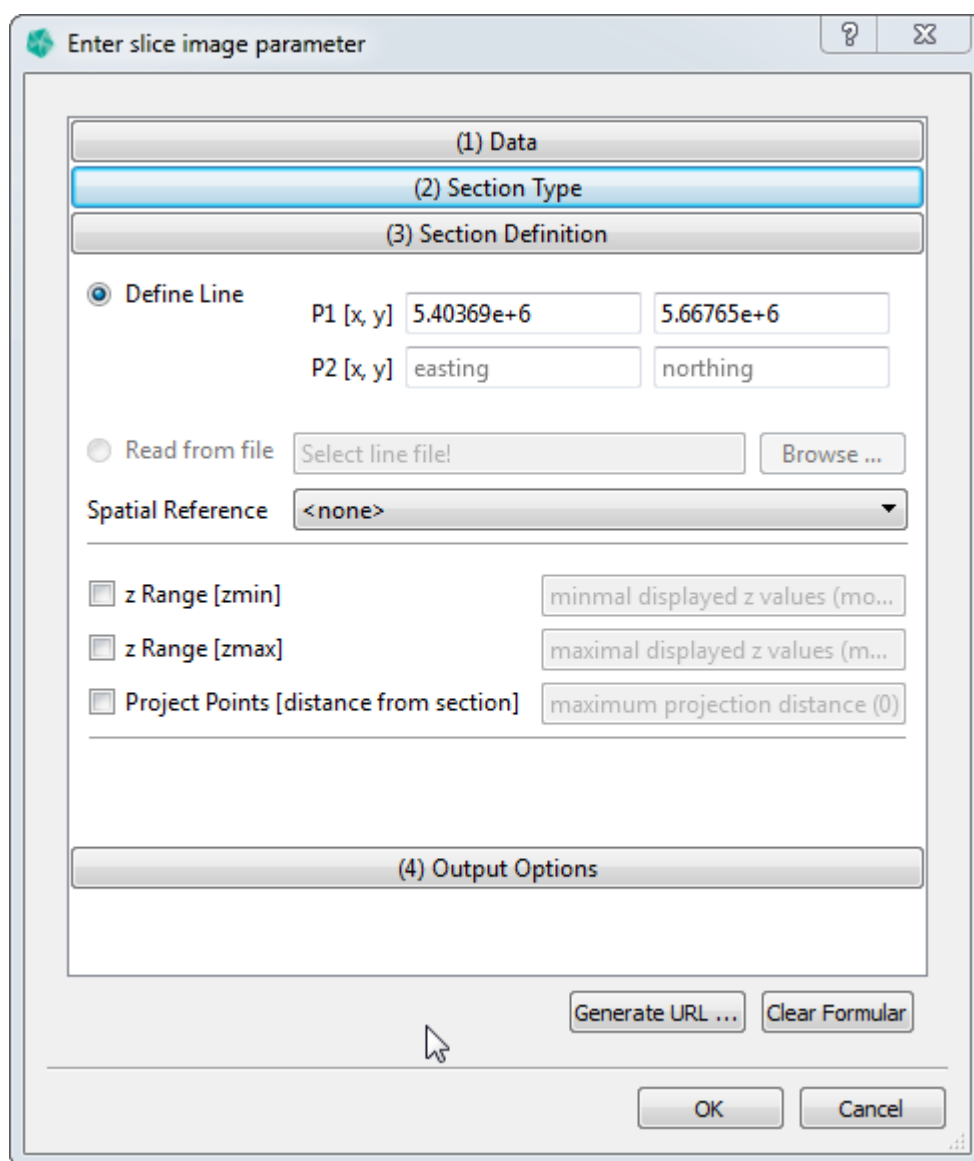 Enter slice image parameter
(1) Data
(2) Section Type
(3) Section Definition
Define Line
P1 [x, y] 5.40369e+6 5.66765e+6
P2 [x, y] easting northing
Read from file Select line file! Browse ...
Spatial Reference <none>
z Range [zmin] minmal displayed z values (mo...
z Range [zmax] maximal displayed z values (m...
Project Points [distance from section] maximum projection distance (0)
(4) Output Options
Generate URL ... Clear Formular
OK Cancel